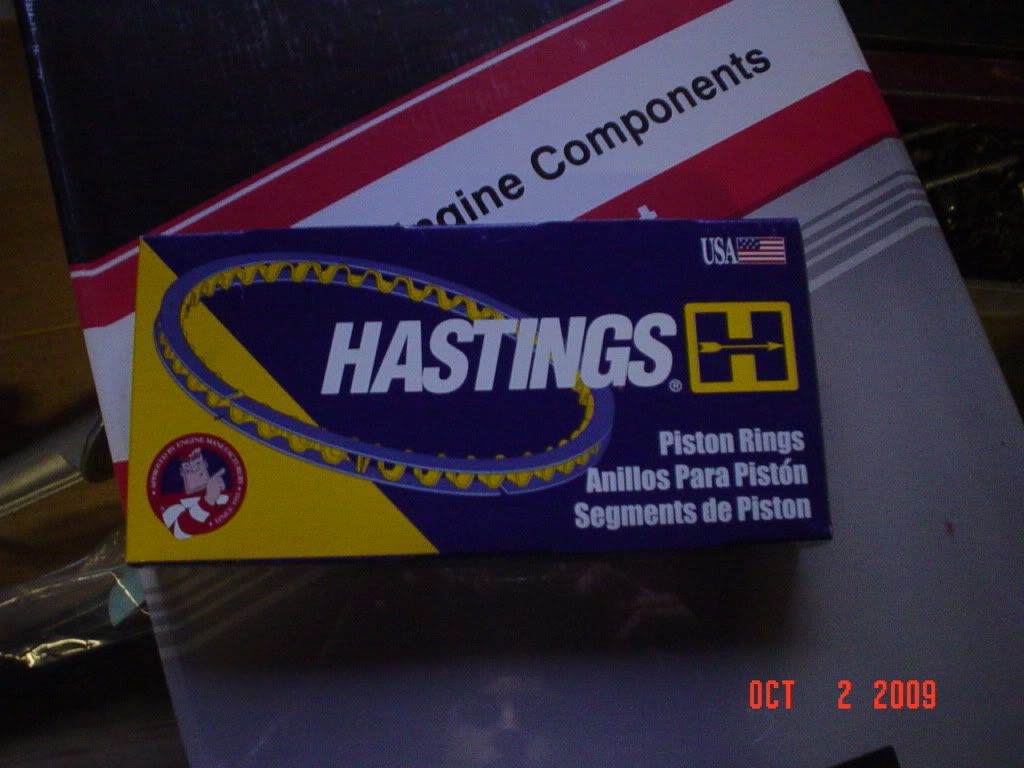 ngine Components
USA
HASTINGS®
H
Piston Rings
Anillos Para Pistón
Segments de Piston
OCT 2 2009